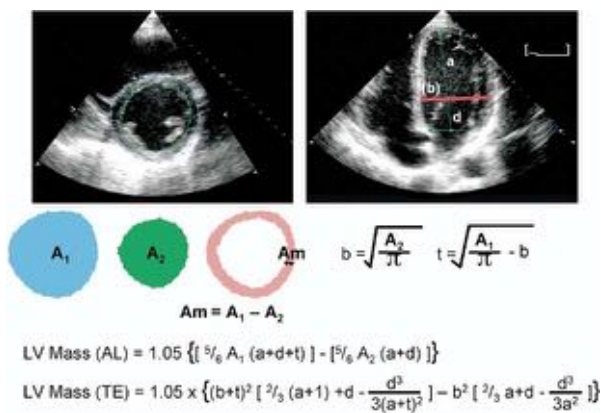 a
(b)
d
A₁ A₂ Am b = √(A₂/π) t = √(A₁/π) - b
Am = A₁ – A₂
LV Mass (AL) = 1.05 {[ ⁵/₆ A₁ (a+d+t) ] - [⁵/₆ A₂ (a+d) ]}
LV Mass (TE) = 1.05 x {(b+t)² [ ²/₃ (a+1) +d - d³/3(a+t)² ] – b² [ ²/₃ a+d - d³/3a² ]}